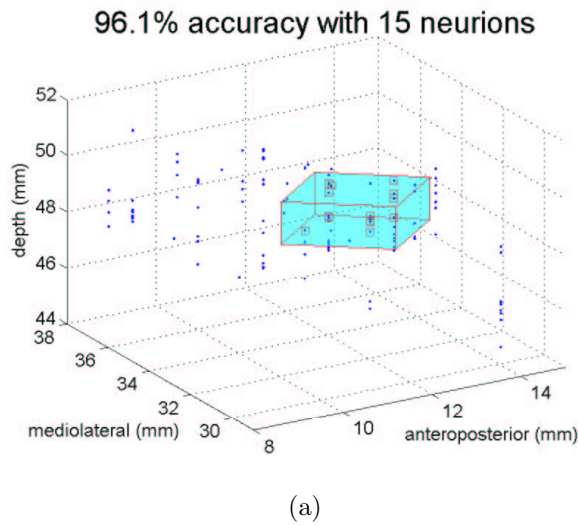 96.1% accuracy with 15 neurions
52
50
48
46
44
depth (mm)
38
36
34
32
30
mediolateral (mm)
8
10
12
14
anteroposterior (mm)
(a)